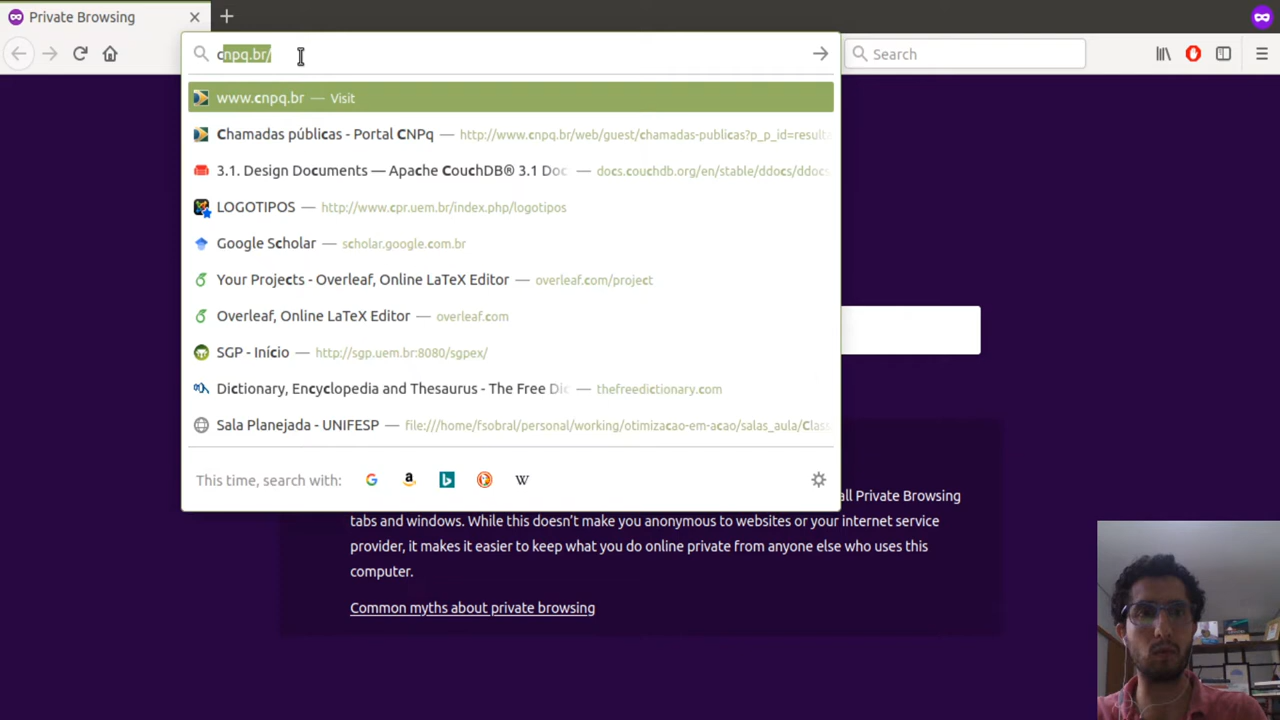 Private Browsing
cnpq.br/
Search
www.cnpq.br — Visit
Chamadas públicas - Portal CNPq — http://www.cnpq.br/web/guest/chamadas-publicas?p_p_id=resulta
3.1. Design Documents — Apache CouchDB® 3.1 Doc — docs.couchdb.org/en/stable/ddocs/ddocs
LOGOTIPOS — http://www.cpr.uem.br/index.php/logotipos
Google Scholar — scholar.google.com.br
Your Projects - Overleaf, Online LaTeX Editor — overleaf.com/project
Overleaf, Online LaTeX Editor — overleaf.com
SGP - Início — http://sgp.uem.br:8080/sgpex/
Dictionary, Encyclopedia and Thesaurus - The Free Dic — thefreedictionary.com
Sala Planejada - UNIFESP — file:///home/fsobral/personal/working/otimizacao-em-acao/salas_aula/Class
This time, search with:
all Private Browsing
tabs and windows. While this doesn’t make you anonymous to websites or your internet service
provider, it makes it easier to keep what you do online private from anyone else who uses this
computer.
Common myths about private browsing